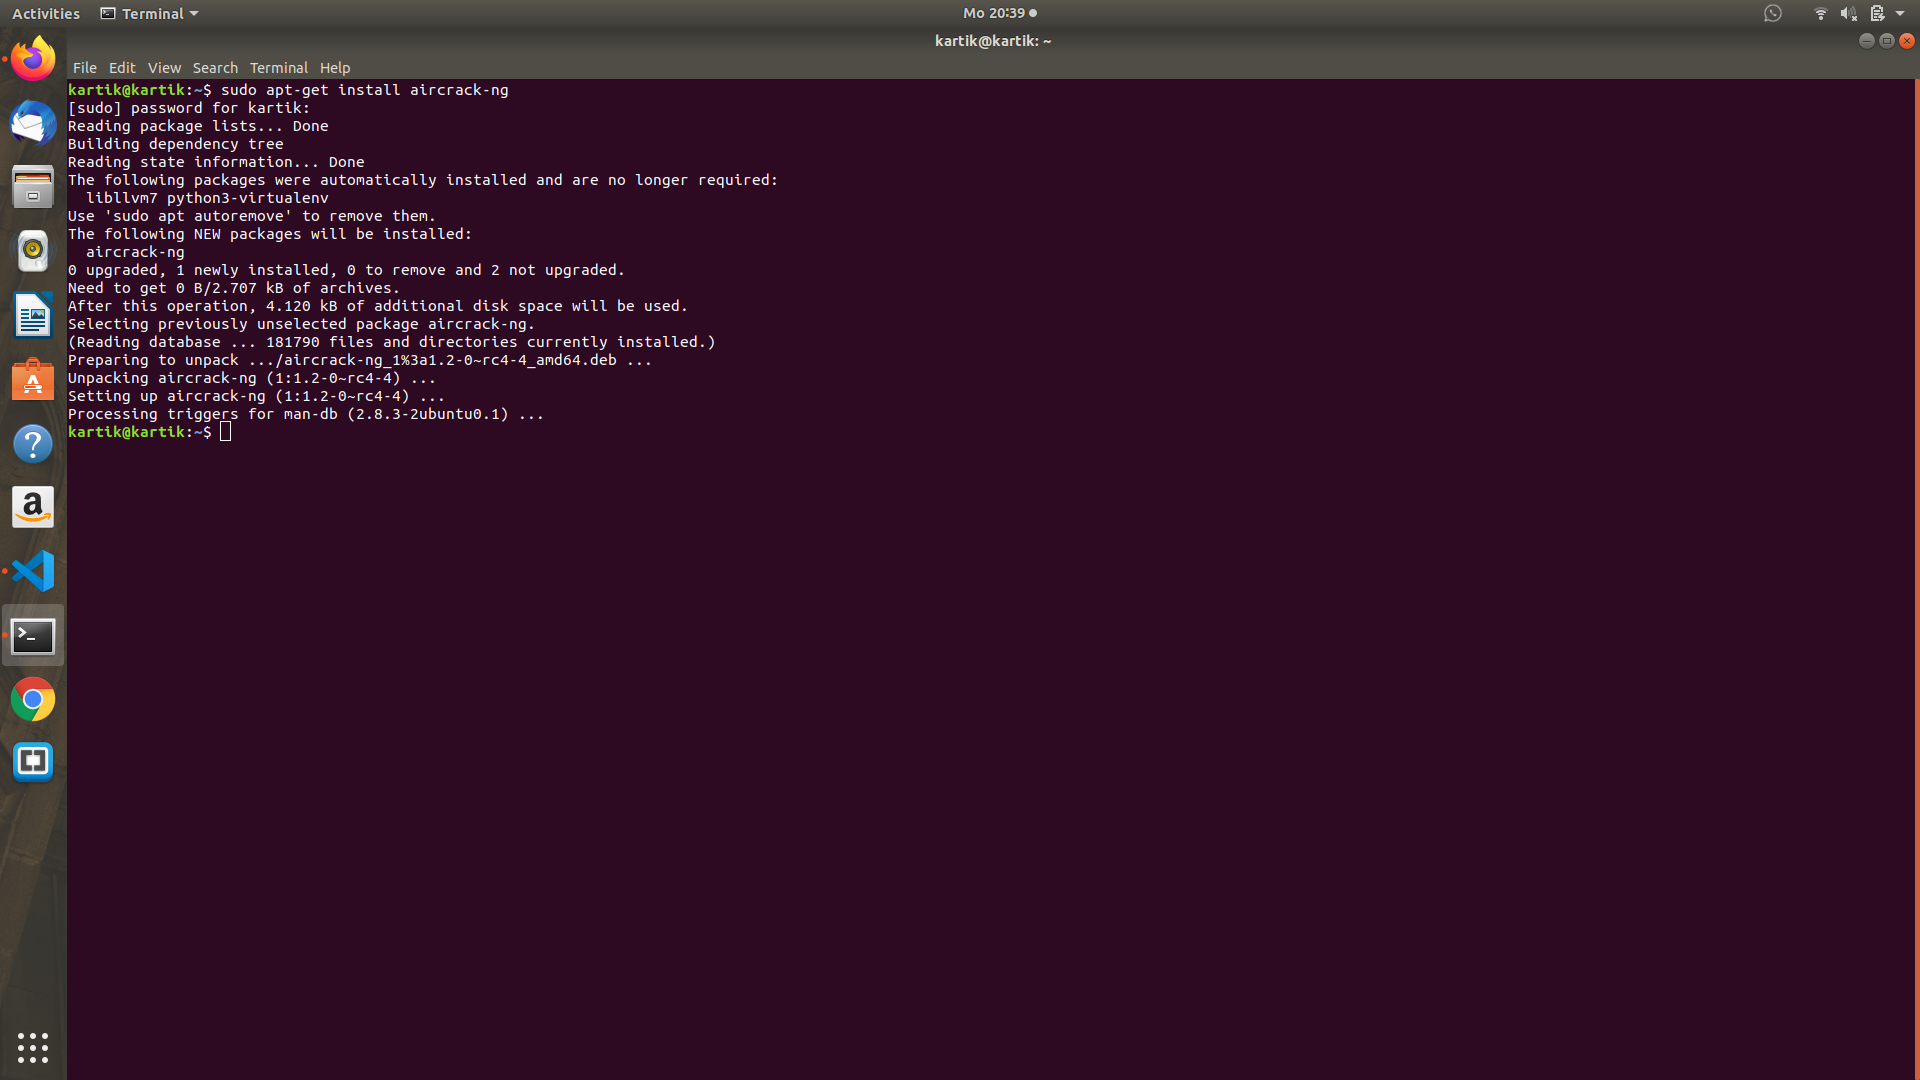 Activities Terminal Mo 20:39
kartik@kartik: ~
File Edit View Search Terminal Help
kartik@kartik:~$ sudo apt-get install aircrack-ng
[sudo] password for kartik:
Reading package lists... Done
Building dependency tree
Reading state information... Done
The following packages were automatically installed and are no longer required:
  libllvm7 python3-virtualenv
Use 'sudo apt autoremove' to remove them.
The following NEW packages will be installed:
  aircrack-ng
0 upgraded, 1 newly installed, 0 to remove and 2 not upgraded.
Need to get 0 B/2.707 kB of archives.
After this operation, 4.120 kB of additional disk space will be used.
Selecting previously unselected package aircrack-ng.
(Reading database ... 181790 files and directories currently installed.)
Preparing to unpack .../aircrack-ng_1%3a1.2-0~rc4-4_amd64.deb ...
Unpacking aircrack-ng (1:1.2-0~rc4-4) ...
Setting up aircrack-ng (1:1.2-0~rc4-4) ...
Processing triggers for man-db (2.8.3-2ubuntu0.1) ...
kartik@kartik:~$